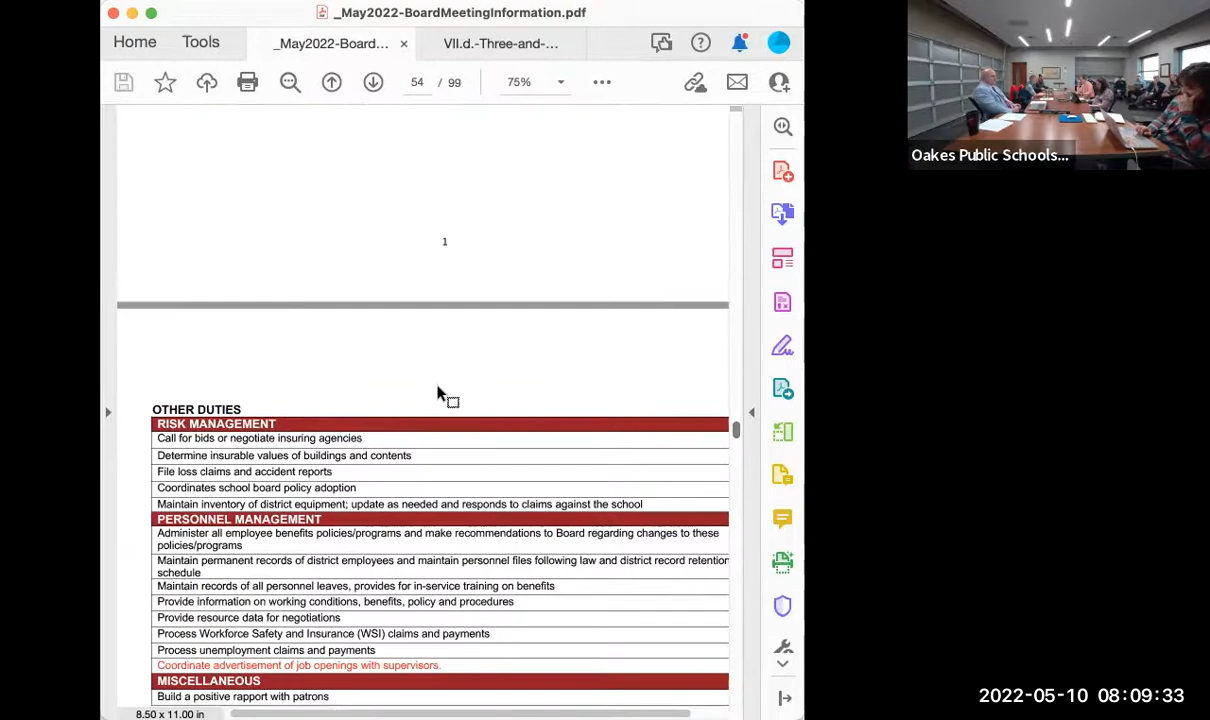 _May2022-BoardMeetingInformation.pdf
Home
Tools
_May2022-Board...
×
VII.d.-Three-and-...
54 / 99
75%
1
OTHER DUTIES
RISK MANAGEMENT
Call for bids or negotiate insuring agencies
Determine insurable values of buildings and contents
File loss claims and accident reports
Coordinates school board policy adoption
Maintain inventory of district equipment; update as needed and responds to claims against the school
PERSONNEL MANAGEMENT
Administer all employee benefits policies/programs and make recommendations to Board regarding changes to these
policies/programs
Maintain permanent records of district employees and maintain personnel files following law and district record retention
schedule
Maintain records of all personnel leaves, provides for in-service training on benefits
Provide information on working conditions, benefits, policy and procedures
Provide resource data for negotiations
Process Workforce Safety and Insurance (WSI) claims and payments
Process unemployment claims and payments
Coordinate advertisement of job openings with supervisors.
MISCELLANEOUS
Build a positive rapport with patrons
8.50 x 11.00 in
Oakes Public Schools...
2022-05-10 08:09:33